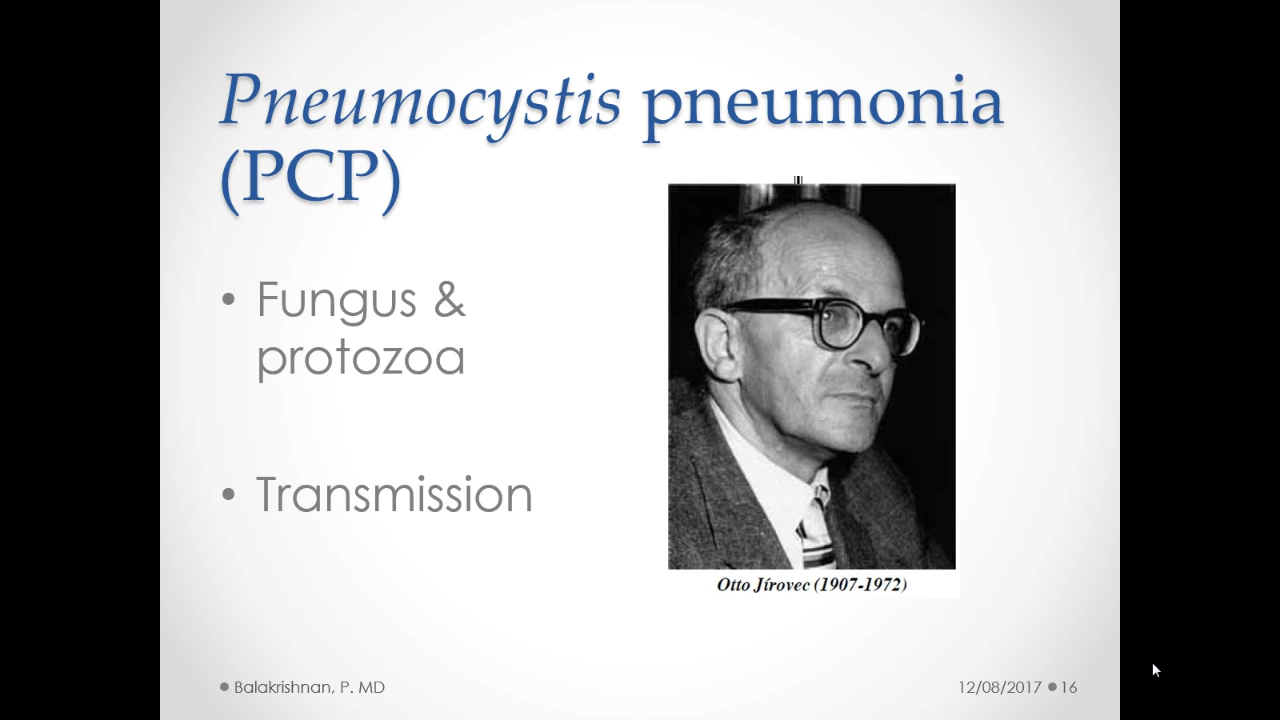 Pneumocystis pneumonia
(PCP)
• Fungus &
protozoa
• Transmission
Otto Jírovec (1907-1972)
Balakrishnan, P. MD
12/08/2017 ● 16